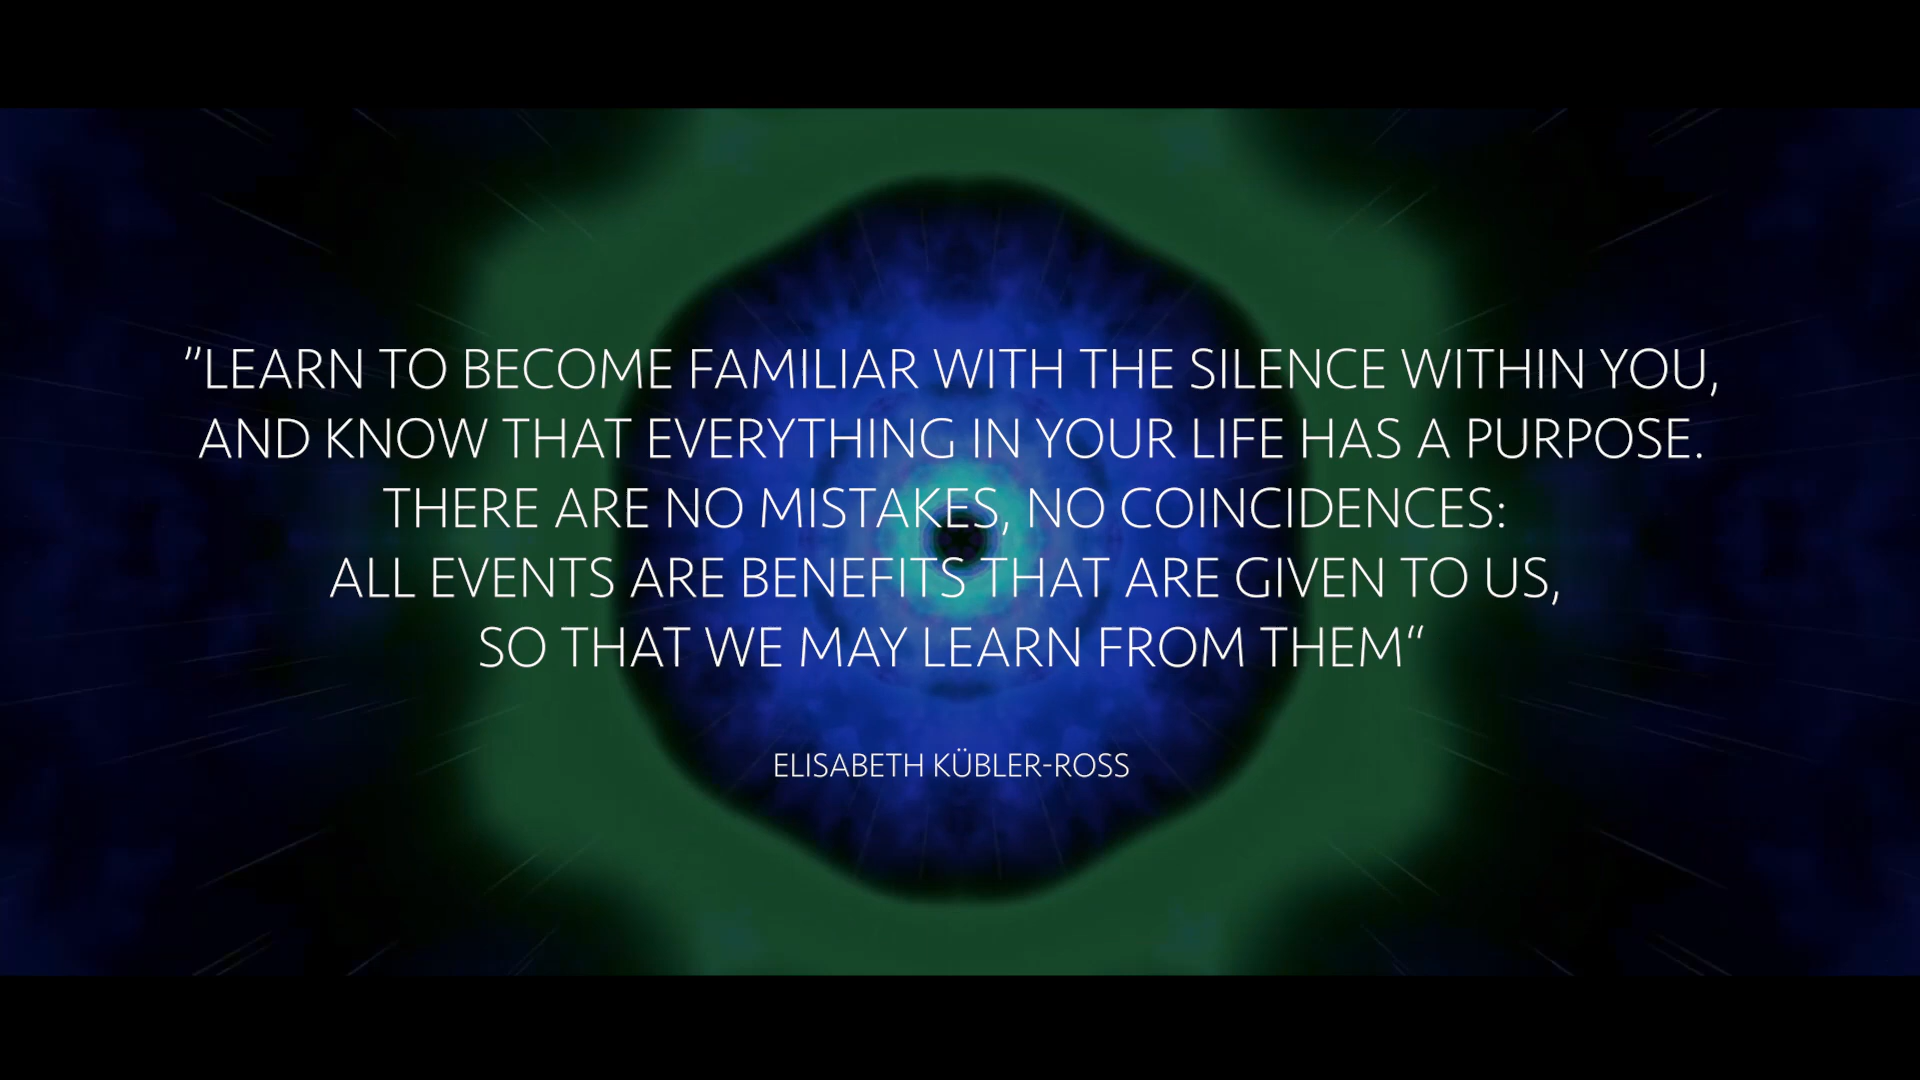 "LEARN TO BECOME FAMILIAR WITH THE SILENCE WITHIN YOU,
AND KNOW THAT EVERYTHING IN YOUR LIFE HAS A PURPOSE.
THERE ARE NO MISTAKES, NO COINCIDENCES:
ALL EVENTS ARE BENEFITS THAT ARE GIVEN TO US,
SO THAT WE MAY LEARN FROM THEM“
ELISABETH KÜBLER-ROSS